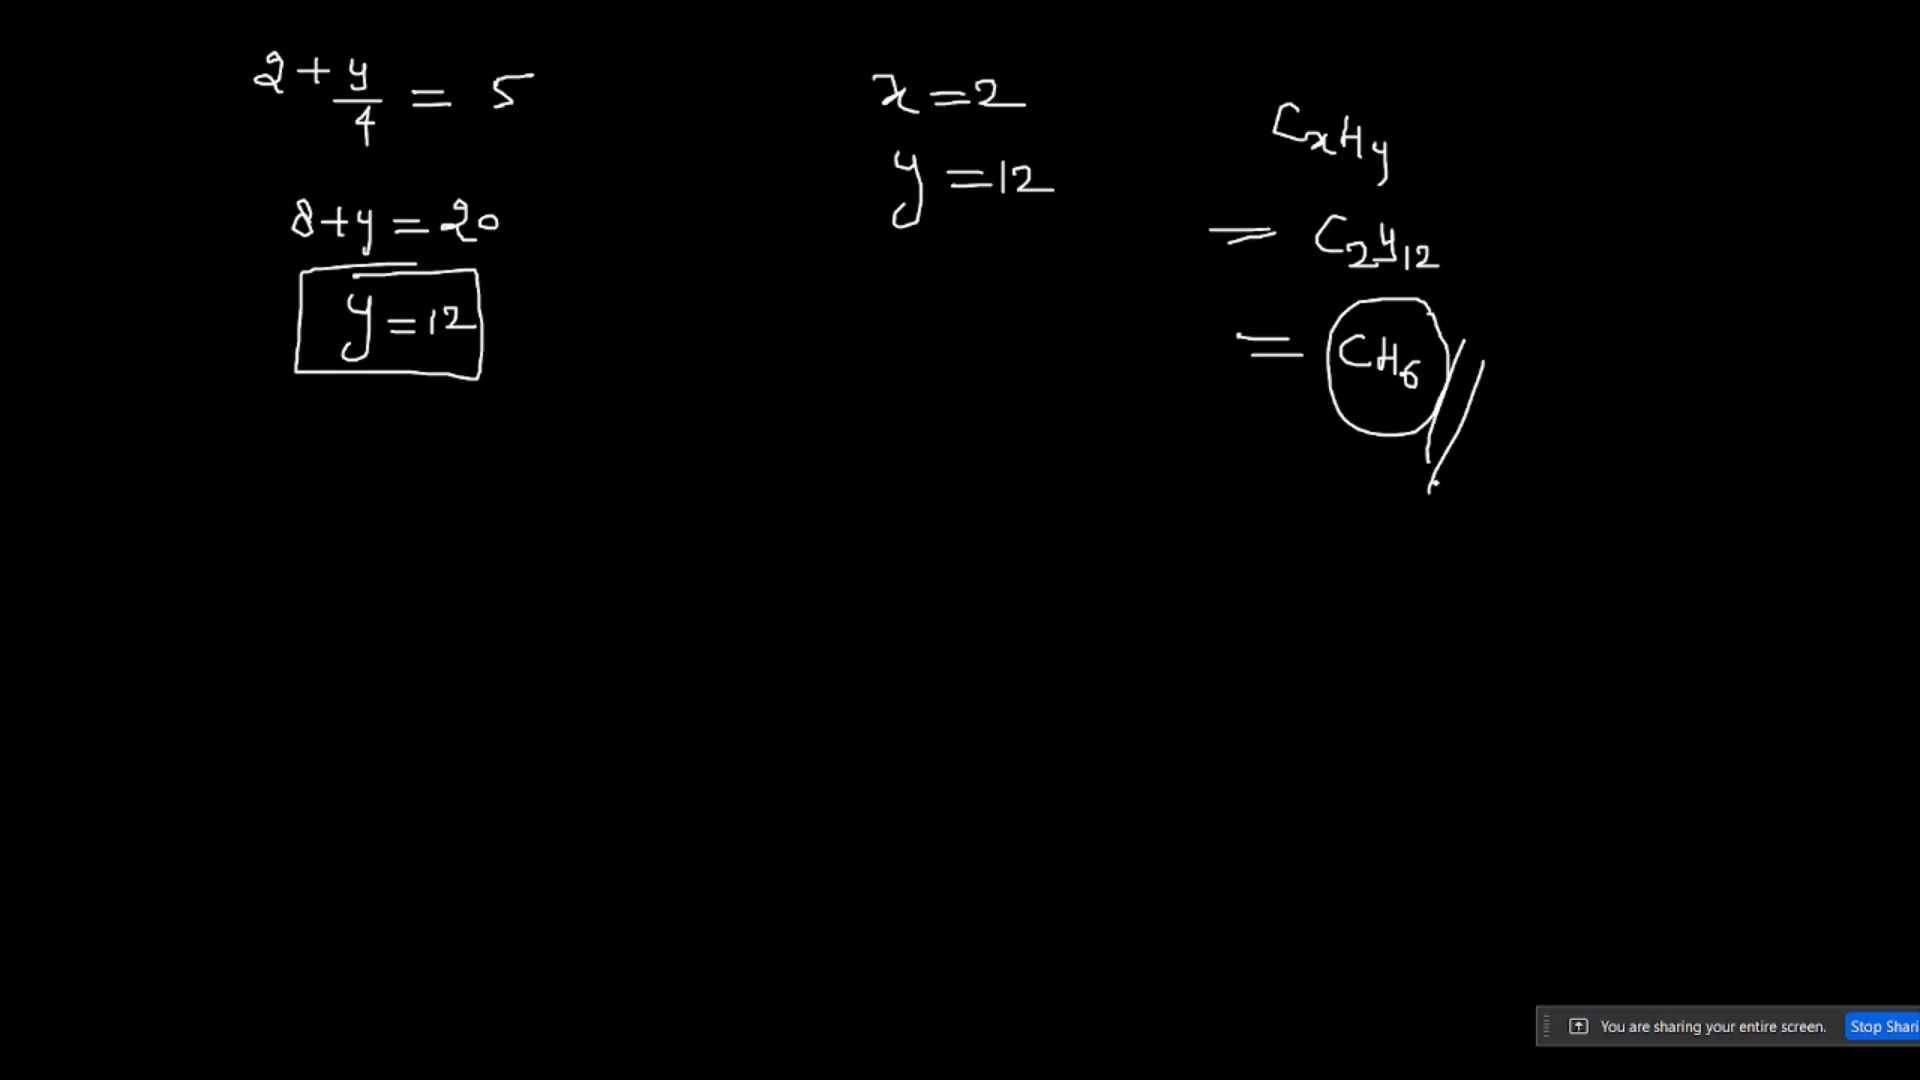 2 + y/4 = 5
8 + y = 20
y = 12
x = 2
y = 12
CxHy
= C2y12
= CH6
You are sharing your entire screen.
Stop Shari